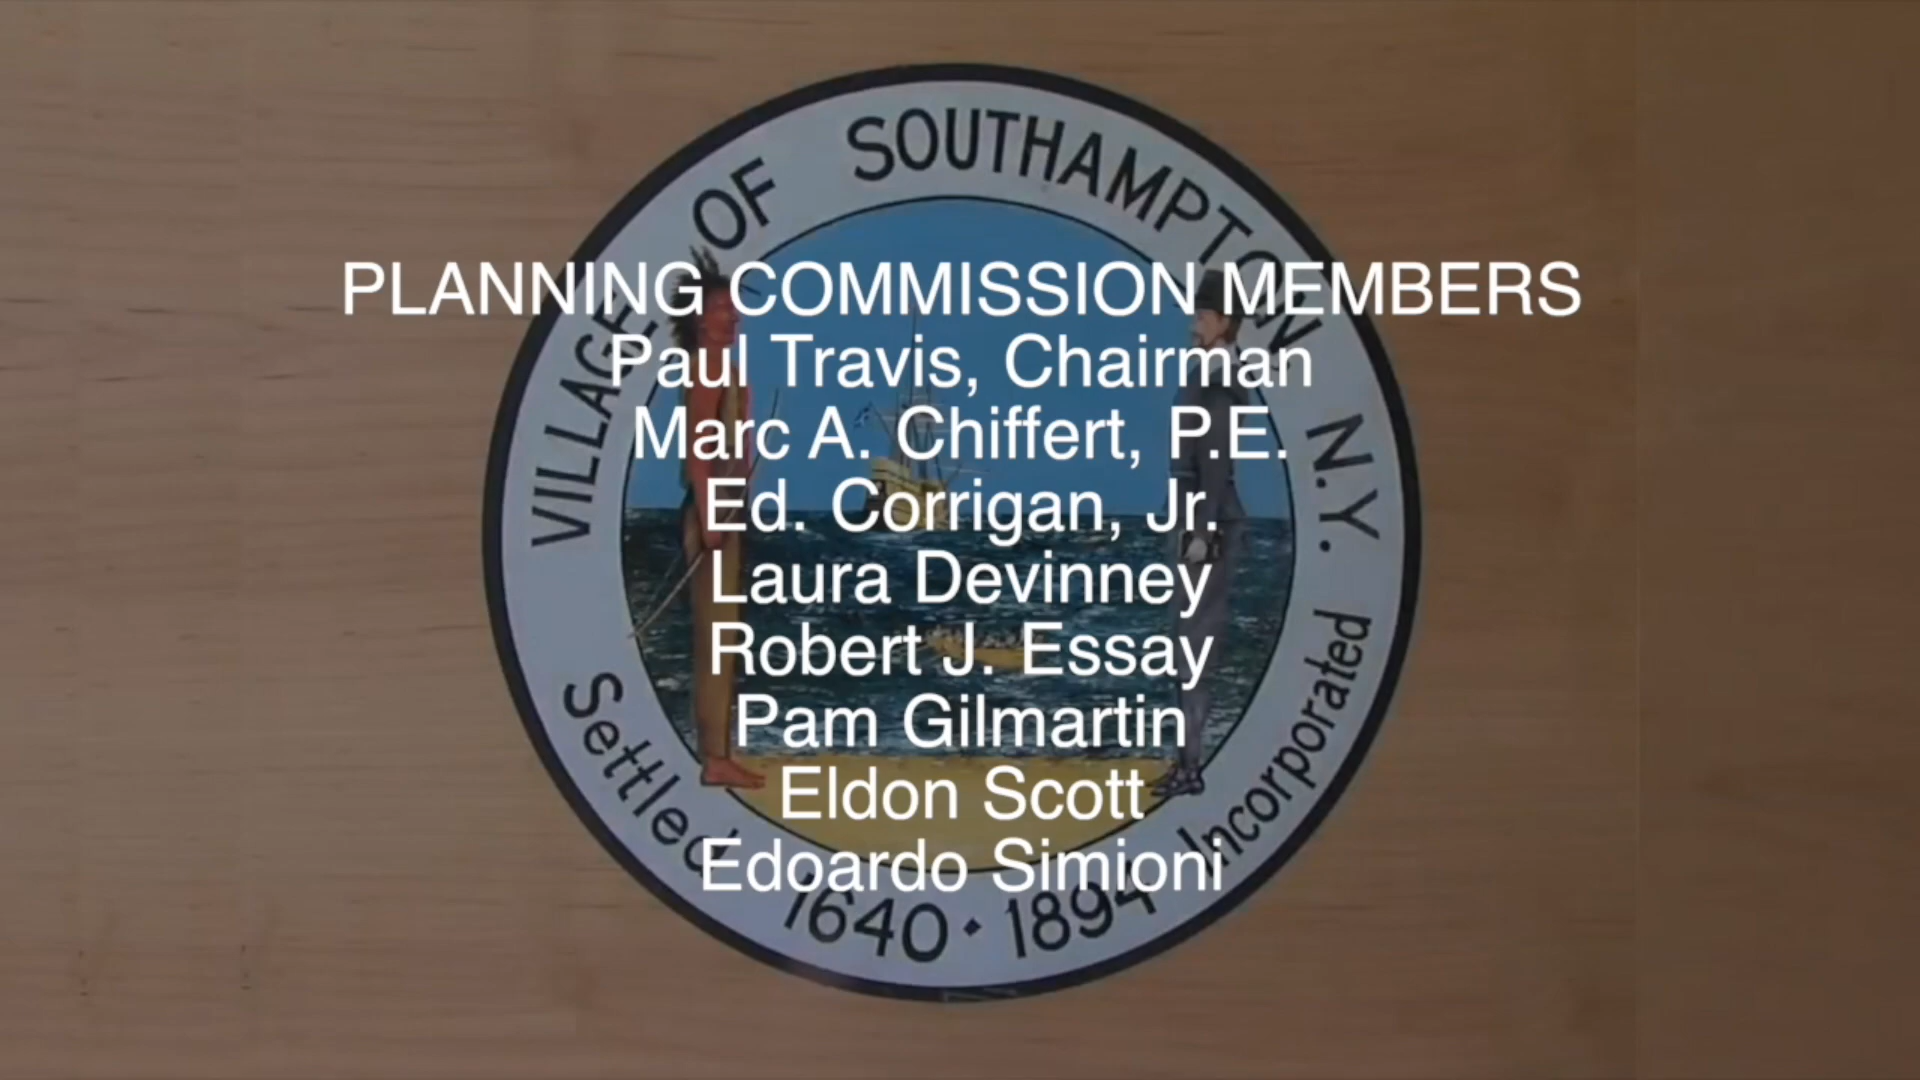 VILLAGE OF SOUTHAMPTON N.Y.
PLANNING COMMISSION MEMBERS
Paul Travis, Chairman
Marc A. Chiffert, P.E.
Ed. Corrigan, Jr.
Laura Devinney
Robert J. Essay
Pam Gilmartin
Eldon Scott
Edoardo Simioni
Settled 1640 • 1894 Incorporated